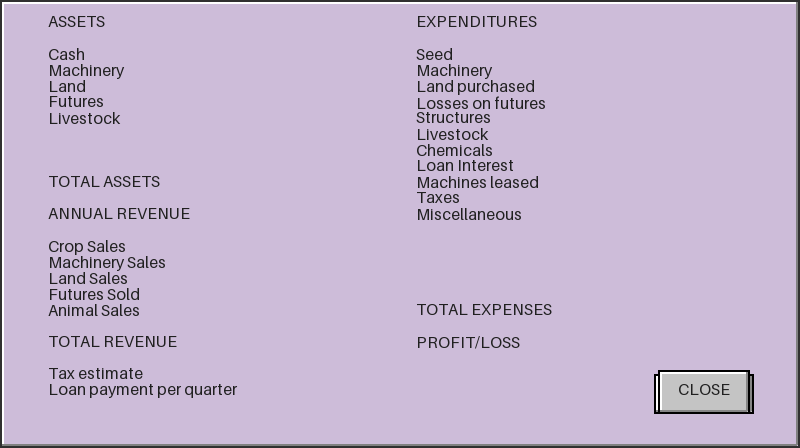 ASSETS
Cash
Machinery
Land
Futures
Livestock
TOTAL ASSETS
ANNUAL REVENUE
Crop Sales
Machinery Sales
Land Sales
Futures Sold
Animal Sales
TOTAL REVENUE
Tax estimate
Loan payment per quarter
EXPENDITURES
Seed
Machinery
Land purchased
Losses on futures
Structures
Livestock
Chemicals
Loan Interest
Machines leased
Taxes
Miscellaneous
TOTAL EXPENSES
PROFIT/LOSS
CLOSE